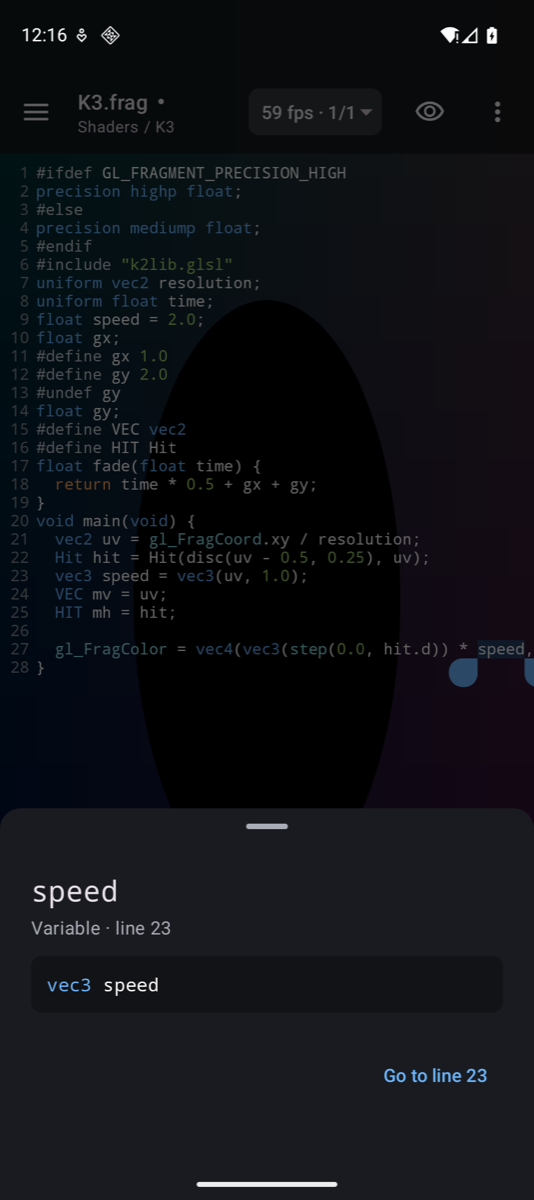 12:16
K3.frag •
Shaders / K3
59 fps · 1/1
1 #ifdef GL_FRAGMENT_PRECISION_HIGH
2 precision highp float;
3 #else
4 precision mediump float;
5 #endif
6 #include "k2lib.glsl"
7 uniform vec2 resolution;
8 uniform float time;
9 float speed = 2.0;
10 float gx;
11 #define gx 1.0
12 #define gy 2.0
13 #undef gy
14 float gy;
15 #define VEC vec2
16 #define HIT Hit
17 float fade(float time) {
18   return time * 0.5 + gx + gy;
19 }
20 void main(void) {
21   vec2 uv = gl_FragCoord.xy / resolution;
22   Hit hit = Hit(disc(uv - 0.5, 0.25), uv);
23   vec3 speed = vec3(uv, 1.0);
24   VEC mv = uv;
25   HIT mh = hit;
26
27   gl_FragColor = vec4(vec3(step(0.0, hit.d)) * speed,
28 }
speed
Variable · line 23
vec3 speed
Go to line 23